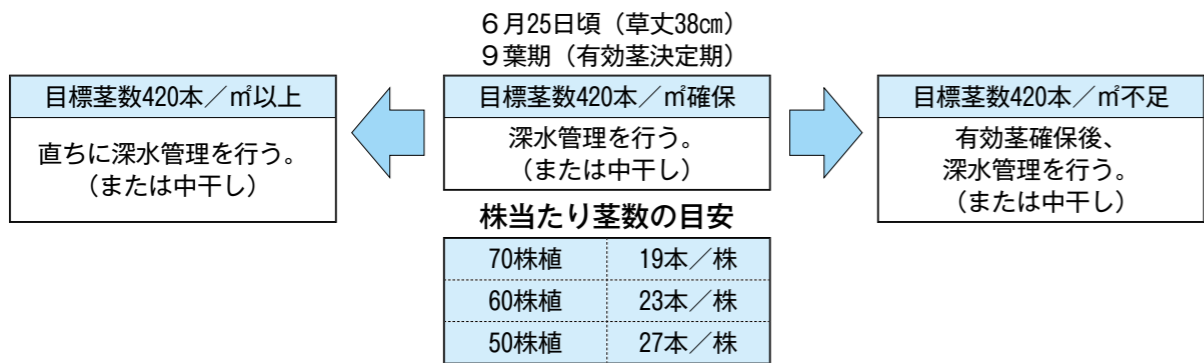 ６月25日頃（草丈38㎝）
９葉期（有効茎決定期）
目標茎数420本／㎡以上
直ちに深水管理を行う。
（または中干し）
目標茎数420本／㎡確保
深水管理を行う。
（または中干し）
目標茎数420本／㎡不足
有効茎確保後、
深水管理を行う。
（または中干し）
株当たり茎数の目安
70株植 19本／株
60株植 23本／株
50株植 27本／株